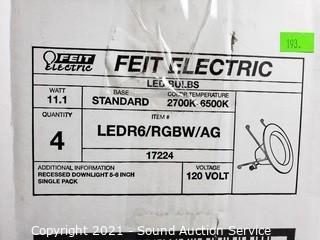 193.
FEIT
Electric
FEIT ELECTRIC
LED BULBS
WATT
11.1
BASE
STANDARD
COLOR TEMPERATURE
2700K 6500K
QUANTITY
4
ITEM #
LEDR6/RGBW/AG
17224
ADDITIONAL INFORMATION
RECESSED DOWNLIGHT 5-6 INCH
SINGLE PACK
VOLTAGE
120 VOLT
Copyright 2021 - Sound Auction Service